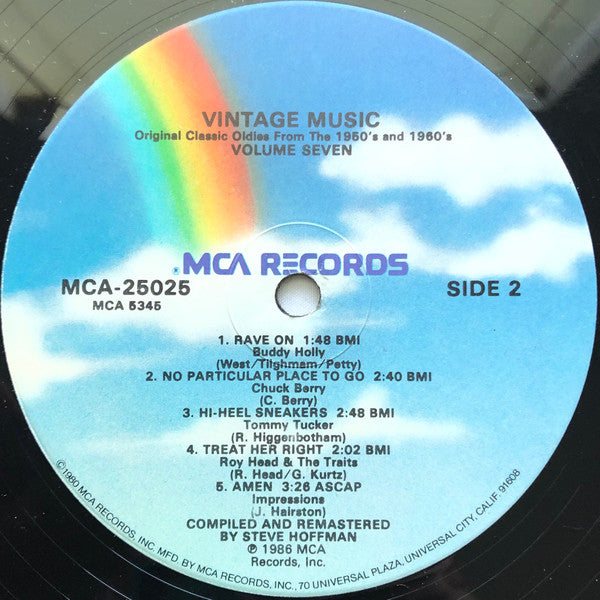 VINTAGE MUSIC
Original Classic Oldies From The 1950's and 1960's
VOLUME SEVEN
MCA RECORDS
MCA-25025
MCA 5345
SIDE 2
1. RAVE ON 1:48 BMI
Buddy Holly
(West/Tilghmam/Petty)
2. NO PARTICULAR PLACE TO GO 2:40 BMI
Chuck Berry
(C. Berry)
3. HI-HEEL SNEAKERS 2:48 BMI
Tommy Tucker
(R. Higgenbotham)
4. TREAT HER RIGHT 2:02 BMI
Roy Head & The Traits
(R. Head/G. Kurtz)
5. AMEN 3:26 ASCAP
Impressions
(J. Hairston)
COMPILED AND REMASTERED
BY STEVE HOFFMAN
℗ 1986 MCA
Records, Inc.
©1980 MCA RECORDS, INC. MFD. BY MCA RECORDS, INC., 70 UNIVERSAL PLAZA, UNIVERSAL CITY, CALIF. 91608